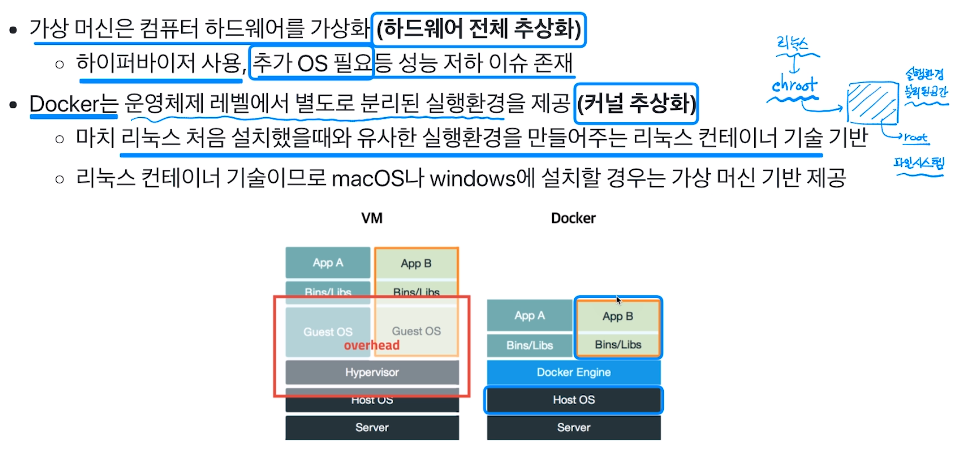 가상 머신은 컴퓨터 하드웨어를 가상화 (하드웨어 전체 추상화)
하이퍼바이저 사용, 추가 OS 필요등 성능 저하 이슈 존재
Docker는 운영체제 레벨에서 별도로 분리된 실행환경을 제공 (커널 추상화)
마치 리눅스 처음 설치했을때와 유사한 실행환경을 만들어주는 리눅스 컨테이너 기술 기반
리눅스 컨테이너 기술이므로 macOS나 windows에 설치할 경우는 가상 머신 기반 제공
리눅스
chroot
실행환경
분리된공간
root
파일시스템
VM
App A
App B
Bins/Libs
Bins/Libs
Guest OS
Guest OS
overhead
Hypervisor
Host OS
Server
Docker
App A
App B
Bins/Libs
Bins/Libs
Docker Engine
Host OS
Server